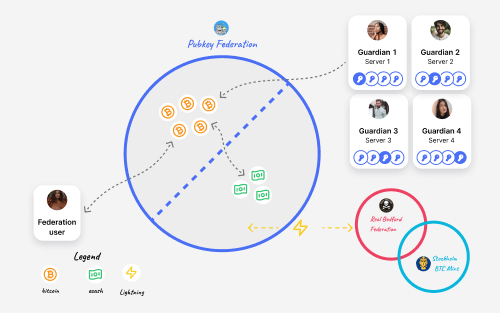 Pubkey Federation
Guardian 1
Server 1
Guardian 2
Server 2
Guardian 3
Server 3
Guardian 4
Server 4
Federation
user
Real Bedford
Federation
Stockholm
BTC Mint
Legend
bitcoin
ecash
Lightning